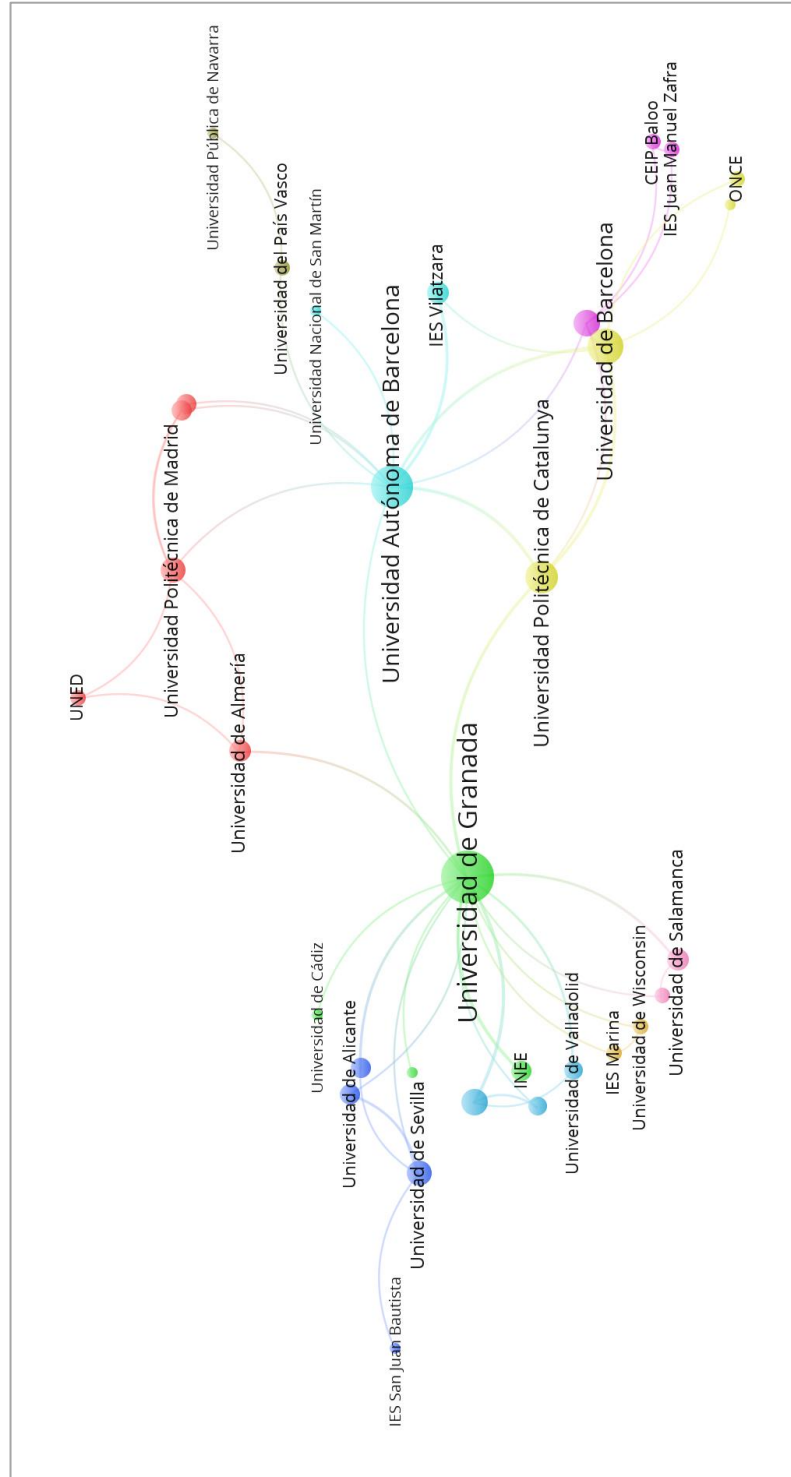 Universidad Pública de Navarra
Universidad del País Vasco
Universidad Nacional de San Martín
CEIP Baloo
IES Juan Manuel Zafra
ONCE
IES Vilatzara
Universidad de Barcelona
Universidad Autónoma de Barcelona
Universidad Politécnica de Catalunya
Universidad Politécnica de Madrid
UNED
Universidad de Almería
Universidad de Granada
Universidad de Cádiz
Universidad de Alicante
Universidad de Sevilla
INEE
Universidad de Valladolid
IES Marina
Universidad de Wisconsin
Universidad de Salamanca
IES San Juan Bautista